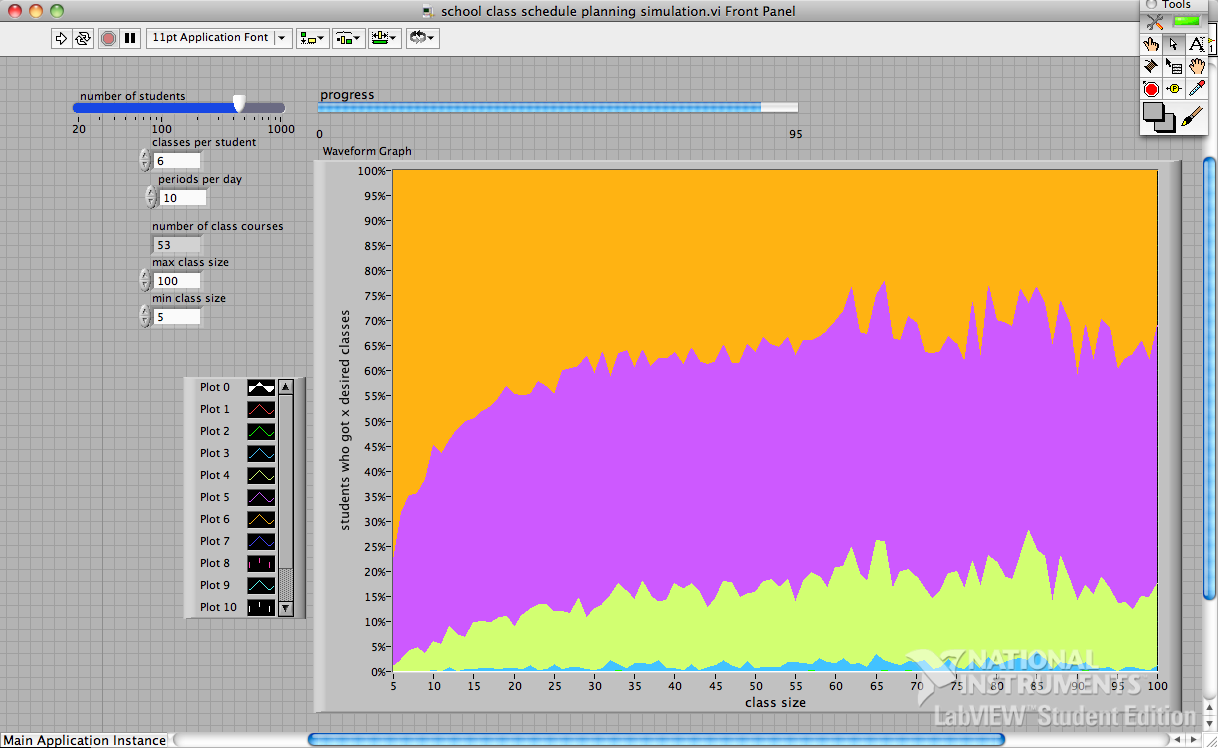 school class schedule planning simulation.vi Front Panel
Tools
11pt Application Font
number of students
20 100 1000
classes per student
6
periods per day
10
number of class courses
53
max class size
100
min class size
5
progress
0 95
Waveform Graph
100%
95%
90%
85%
80%
75%
70%
65%
60%
55%
50%
45%
40%
35%
30%
25%
20%
15%
10%
5%
0%
students who got x desired classes
5 10 15 20 25 30 35 40 45 50 55 60 65 70 75 80 85 90 95 100
class size
Plot 0
Plot 1
Plot 2
Plot 3
Plot 4
Plot 5
Plot 6
Plot 7
Plot 8
Plot 9
Plot 10
NATIONAL
INSTRUMENTS
LabVIEW™ Student Edition
Main Application Instance